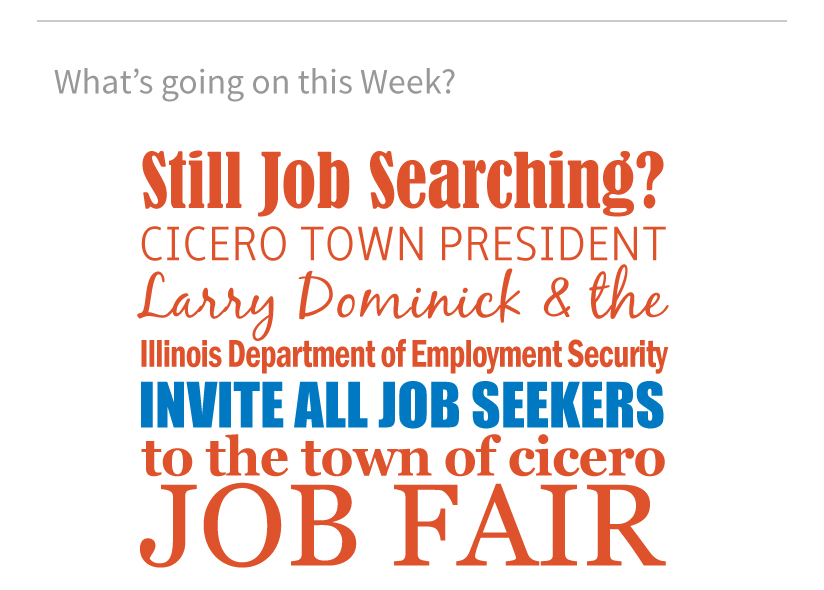 What’s going on this Week?
Still Job Searching?
CICERO TOWN PRESIDENT
Larry Dominick & the
Illinois Department of Employment Security
INVITE ALL JOB SEEKERS
to the town of cicero
JOB FAIR